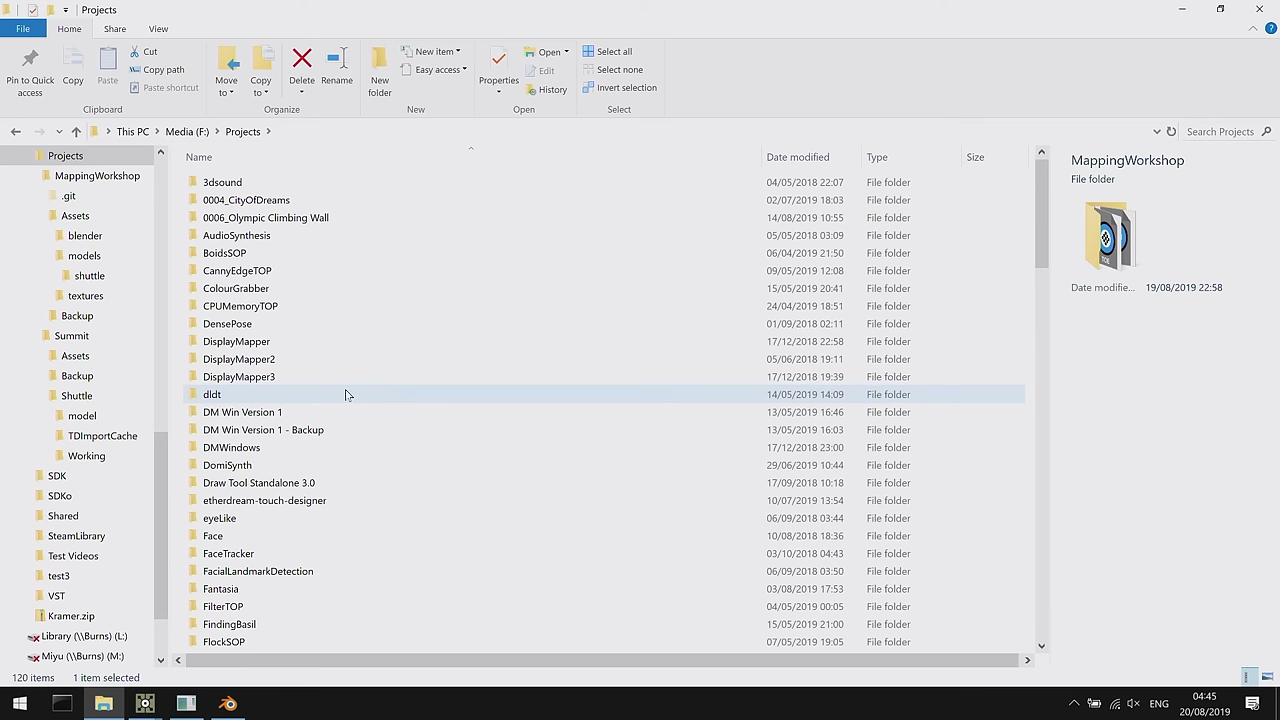 Projects
File
Home
Share
View
Pin to Quick access
Copy
Paste
Cut
Copy path
Paste shortcut
Clipboard
Move to
Copy to
Delete
Rename
Organize
New folder
New item
Easy access
New
Properties
Open
Edit
History
Open
Select all
Select none
Invert selection
Select
This PC
Media (F:)
Projects
Search Projects
Projects
MappingWorkshop
.git
Assets
blender
models
shuttle
textures
Backup
Summit
Assets
Backup
Shuttle
model
TDImportCache
Working
SDK
SDKo
Shared
SteamLibrary
Test Videos
test3
VST
Kramer.zip
Library (\\Burns) (L:)
Miyu (\\Burns) (M:)
Name Date modified Type Size
3dsound 04/05/2018 22:07 File folder
0004_CityOfDreams 02/07/2019 18:03 File folder
0006_Olympic Climbing Wall 14/08/2019 10:55 File folder
AudioSynthesis 05/05/2018 03:09 File folder
BoidsSOP 06/04/2019 21:50 File folder
CannyEdgeTOP 09/05/2019 12:08 File folder
ColourGrabber 15/05/2019 20:41 File folder
CPUMemoryTOP 24/04/2019 18:51 File folder
DensePose 01/09/2018 02:11 File folder
DisplayMapper 17/12/2018 22:58 File folder
DisplayMapper2 05/06/2018 19:11 File folder
DisplayMapper3 17/12/2018 19:39 File folder
dldt 14/05/2019 14:09 File folder
DM Win Version 1 13/05/2019 16:46 File folder
DM Win Version 1 - Backup 13/05/2019 16:03 File folder
DMWindows 17/12/2018 23:00 File folder
DomiSynth 29/06/2019 10:44 File folder
Draw Tool Standalone 3.0 17/09/2018 10:18 File folder
etherdream-touch-designer 10/07/2019 13:54 File folder
eyeLike 06/09/2018 03:44 File folder
Face 10/08/2018 18:36 File folder
FaceTracker 03/10/2018 04:43 File folder
FacialLandmarkDetection 06/09/2018 03:50 File folder
Fantasia 03/08/2019 17:53 File folder
FilterTOP 04/05/2019 00:05 File folder
FindingBasil 15/05/2019 21:00 File folder
FlockSOP 07/05/2019 19:05 File folder
MappingWorkshop
File folder
TOE
Date modifie... 19/08/2019 22:58
120 items 1 item selected
ENG
04:45
20/08/2019